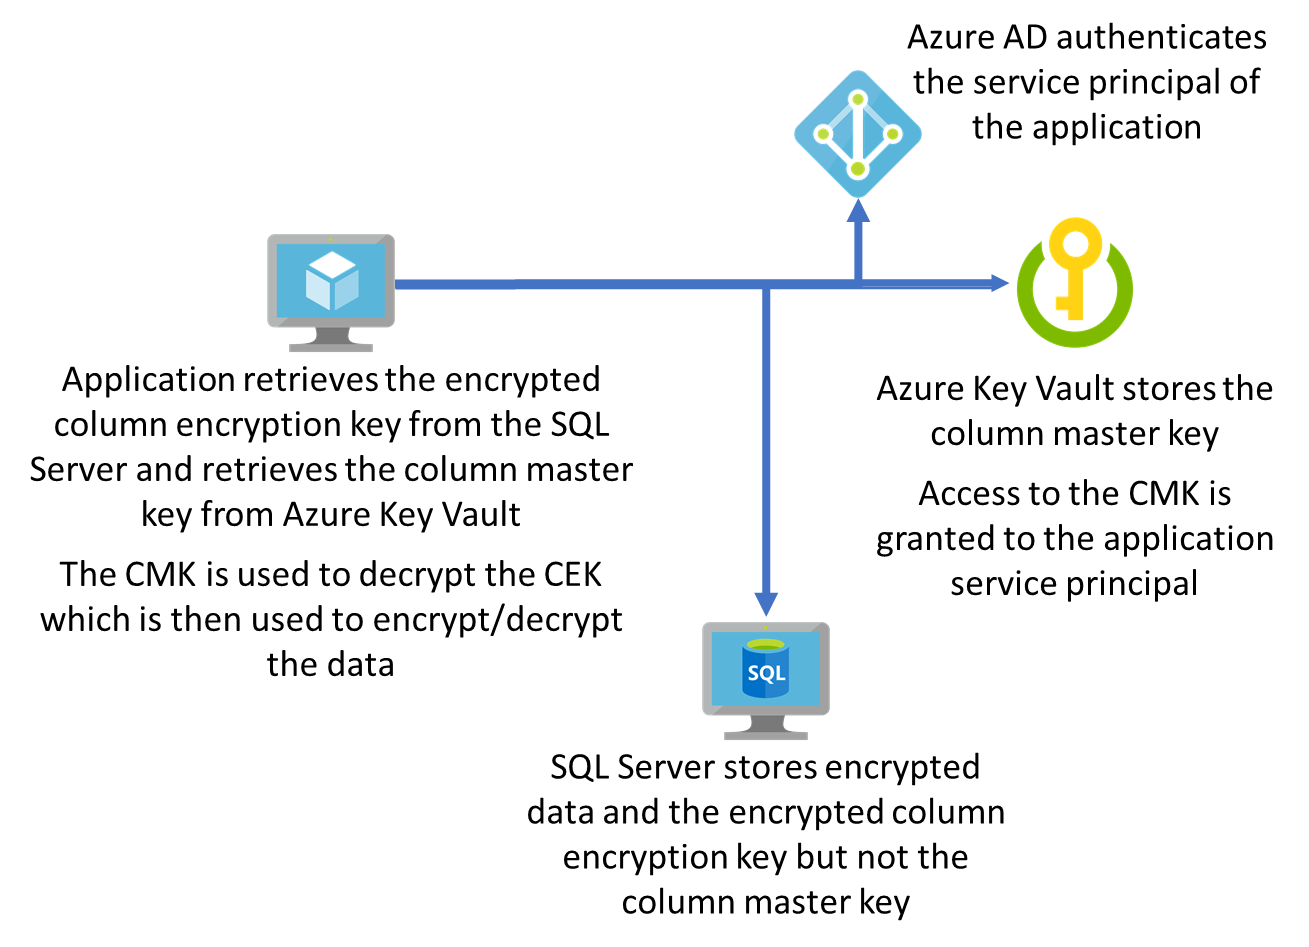 Azure AD authenticates
the service principal of
the application
Application retrieves the encrypted
column encryption key from the SQL
Server and retrieves the column master
key from Azure Key Vault
The CMK is used to decrypt the CEK
which is then used to encrypt/decrypt
the data
Azure Key Vault stores the
column master key
Access to the CMK is
granted to the application
service principal
SQL
SQL Server stores encrypted
data and the encrypted column
encryption key but not the
column master key